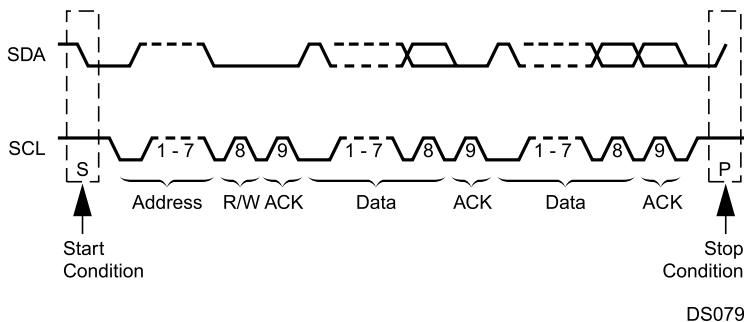 SDA
SCL
1 - 7 8 9 1 - 7 8 9 1 - 7 8 9
S P
Address R/W ACK Data ACK Data ACK
Start
Condition
Stop
Condition
DS079